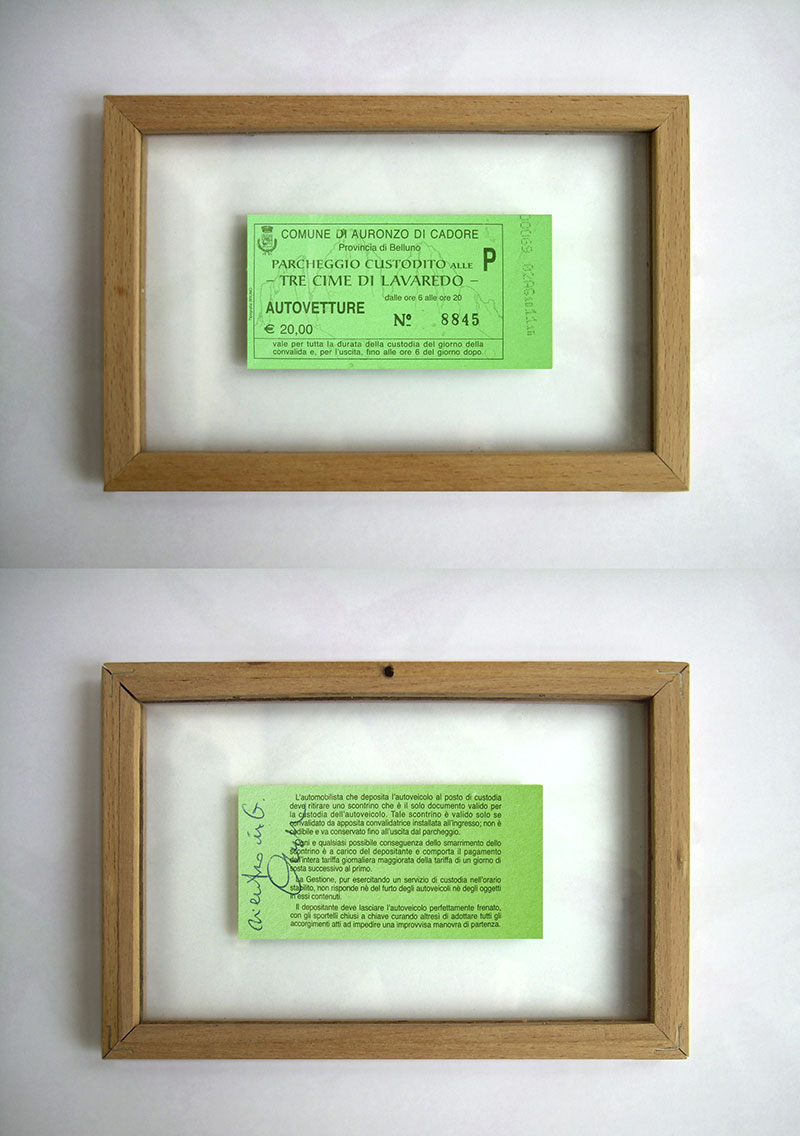 COMUNE DI AURONZO DI CADORE
Provincia di Belluno
PARCHEGGIO CUSTODITO ALLE P
– TRE CIME DI LAVAREDO –
dalle ore 6 alle ore 20
AUTOVETTURE
Nº 8845
€ 20,00
vale per tutta la durata della custodia del giorno della
convalida e, per l'uscita, fino alle ore 6 del giorno dopo
L'automobilista che deposita l'autoveicolo al posto di custodia
deve ritirare uno scontrino che è il solo documento valido per
la custodia dell'autoveicolo. Tale scontrino è valido solo se
convalidato da apposita convalidatrice installata all'ingresso; non è
cedibile e va conservato fino all'uscita dal parcheggio.
Ogni e qualsiasi possibile conseguenza dello smarrimento dello
scontrino è a carico del depositante e comporta il pagamento
dell'intera tariffa giornaliera maggiorata della tariffa di un giorno di
sosta successivo al primo.
La Gestione, pur esercitando un servizio di custodia nell'orario
stabilito, non risponde nè del furto degli autoveicoli nè degli oggetti
in essi contenuti.
Il depositante deve lasciare l'autoveicolo perfettamente frenato,
con gli sportelli chiusi a chiave curando altresì di adottare tutti gli
accorgimenti atti ad impedire una improvvisa manovra di partenza.